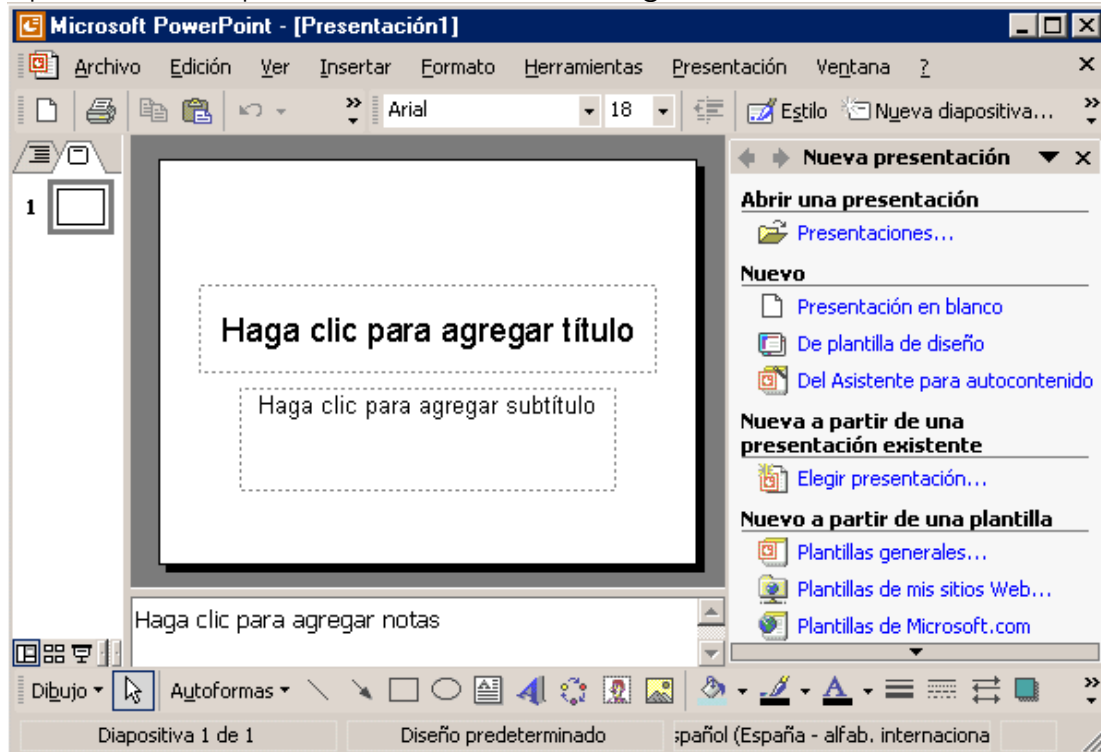 Microsoft PowerPoint - [Presentación1]
Archivo Edición Ver Insertar Formato Herramientas Presentación Ventana ?
Arial 18 Estilo Nueva diapositiva...
Nueva presentación
1
Haga clic para agregar título
Haga clic para agregar subtítulo
Haga clic para agregar notas
Abrir una presentación
Presentaciones...
Nuevo
Presentación en blanco
De plantilla de diseño
Del Asistente para autocontenido
Nueva a partir de una
presentación existente
Elegir presentación...
Nuevo a partir de una plantilla
Plantillas generales...
Plantillas de mis sitios Web...
Plantillas de Microsoft.com
Dibujo Autoformas
Diapositiva 1 de 1 Diseño predeterminado spañol (España - alfab. internaciona